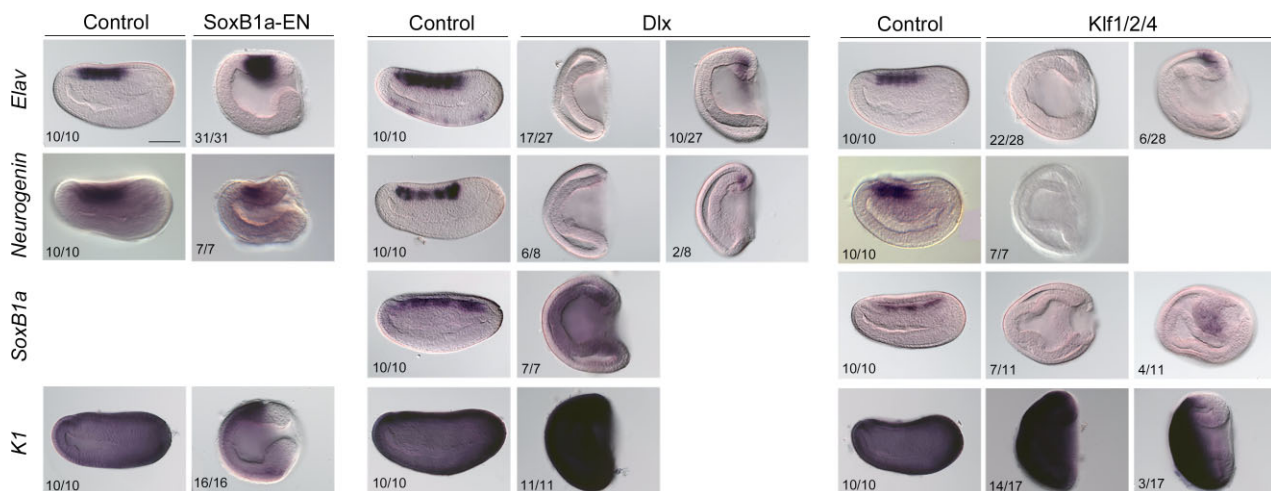 Control SoxB1a-EN Control Dlx Control Klf1/2/4
Elav
10/10 31/31 10/10 17/27 10/27 10/10 22/28 6/28
Neurogenin
10/10 7/7 10/10 6/8 2/8 10/10 7/7
SoxB1a
10/10 7/7 10/10 7/11 4/11
K1
10/10 16/16 10/10 11/11 10/10 14/17 3/17